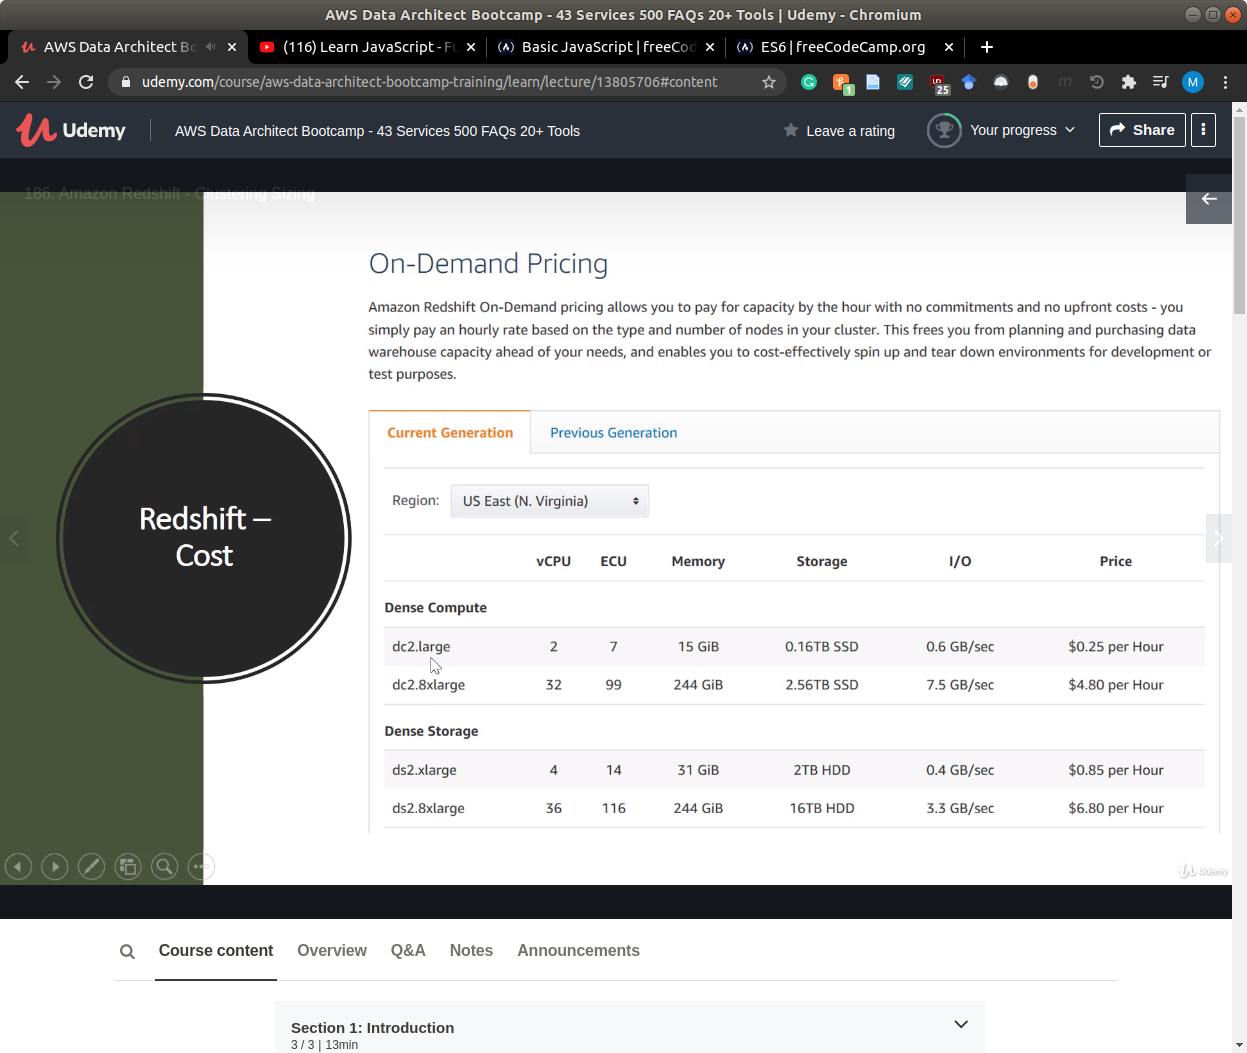 AWS Data Architect Bootcamp - 43 Services 500 FAQs 20+ Tools | Udemy - Chromium
AWS Data Architect Bo
(116) Learn JavaScript - Fu
Basic JavaScript | freeCod
ES6 | freeCodeCamp.org
udemy.com/course/aws-data-architect-bootcamp-training/learn/lecture/13805706#content
1
25
M
Udemy
AWS Data Architect Bootcamp - 43 Services 500 FAQs 20+ Tools
Leave a rating
Your progress
Share
186. Amazon Redshift - Clustering Sizing
On-Demand Pricing
Amazon Redshift On-Demand pricing allows you to pay for capacity by the hour with no commitments and no upfront costs - you
simply pay an hourly rate based on the type and number of nodes in your cluster. This frees you from planning and purchasing data
warehouse capacity ahead of your needs, and enables you to cost-effectively spin up and tear down environments for development or
test purposes.
Redshift –
Cost
Current Generation
Previous Generation
Region: US East (N. Virginia)
vCPU ECU Memory Storage I/O Price
Dense Compute
dc2.large 2 7 15 GiB 0.16TB SSD 0.6 GB/sec $0.25 per Hour
dc2.8xlarge 32 99 244 GiB 2.56TB SSD 7.5 GB/sec $4.80 per Hour
Dense Storage
ds2.xlarge 4 14 31 GiB 2TB HDD 0.4 GB/sec $0.85 per Hour
ds2.8xlarge 36 116 244 GiB 16TB HDD 3.3 GB/sec $6.80 per Hour
Udemy
Course content Overview Q&A Notes Announcements
Section 1: Introduction
3 / 3 | 13min